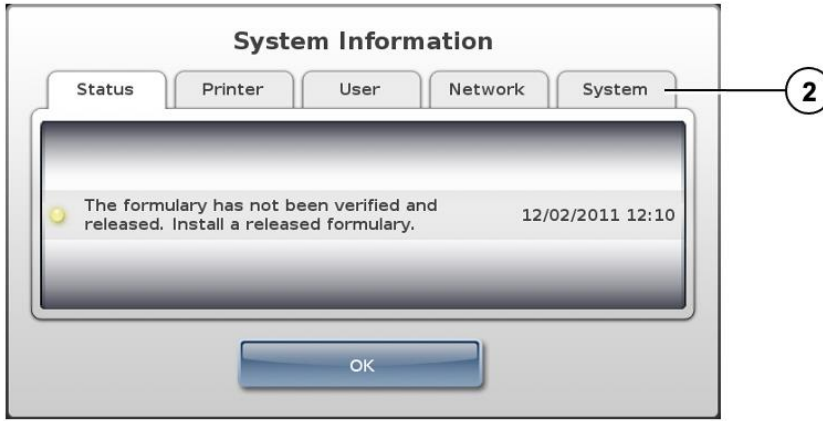 System Information
Status Printer User Network System
2
The formulary has not been verified and
released. Install a released formulary.
12/02/2011 12:10
OK